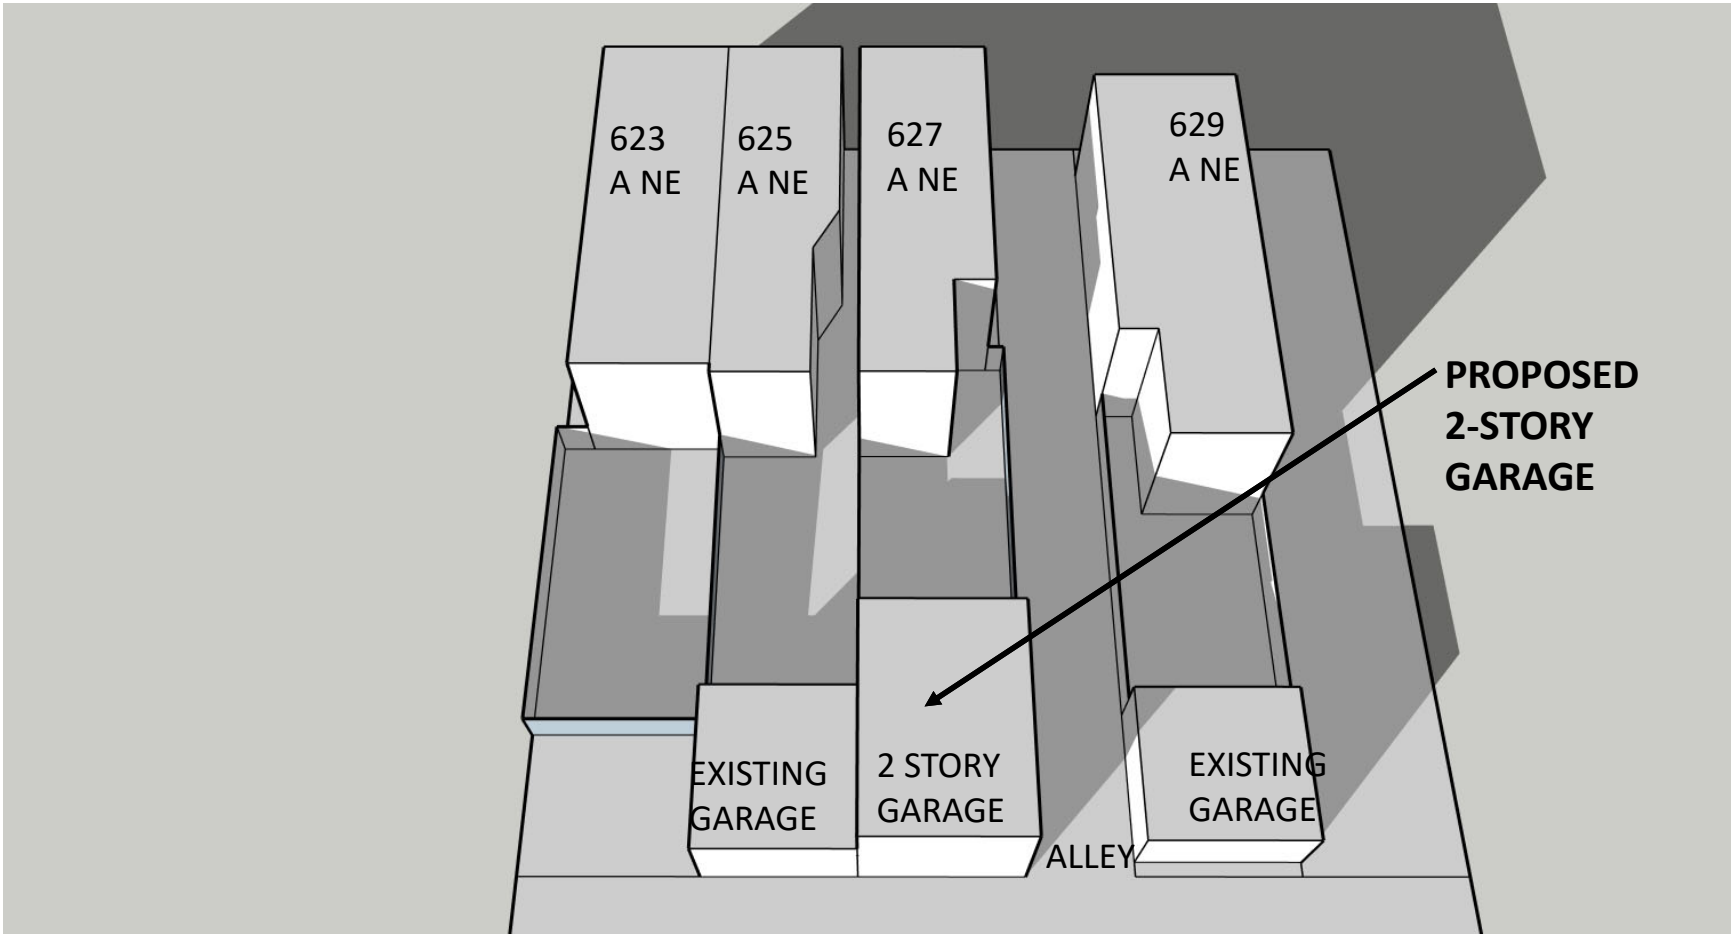 623
A NE
625
A NE
627
A NE
629
A NE
PROPOSED
2-STORY
GARAGE
EXISTING
GARAGE
2 STORY
GARAGE
EXISTING
GARAGE
ALLEY